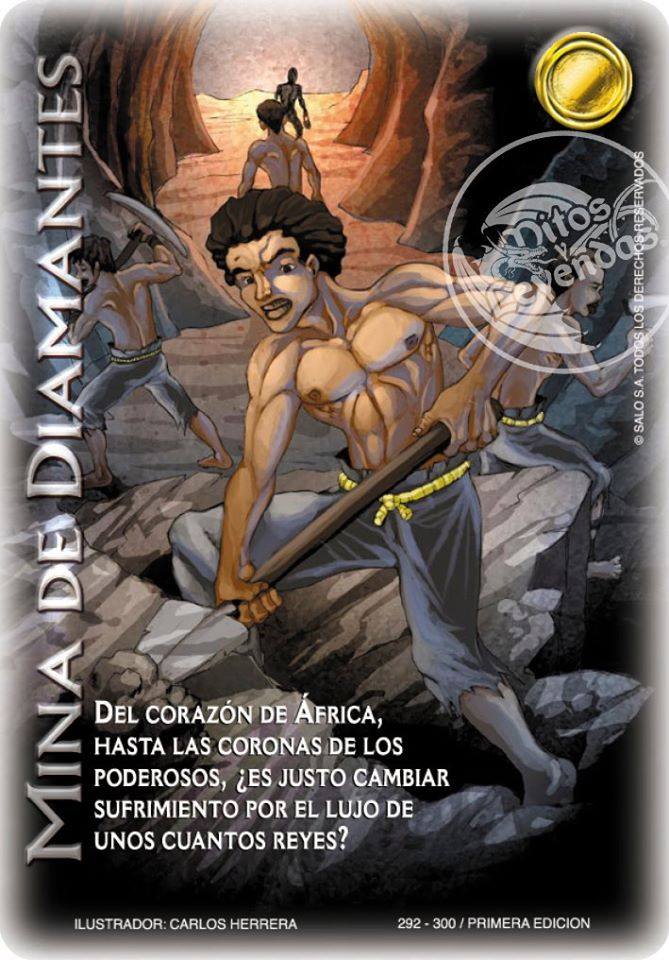 MINA DE DIAMANTES
Mitos
y
Leyendas
© SALO S.A. TODOS LOS DERECHOS RESERVADOS
DEL CORAZÓN DE ÁFRICA,
HASTA LAS CORONAS DE LOS
PODEROSOS, ¿ES JUSTO CAMBIAR
SUFRIMIENTO POR EL LUJO DE
UNOS CUANTOS REYES?
ILUSTRADOR: CARLOS HERRERA
292 - 300 / PRIMERA EDICION